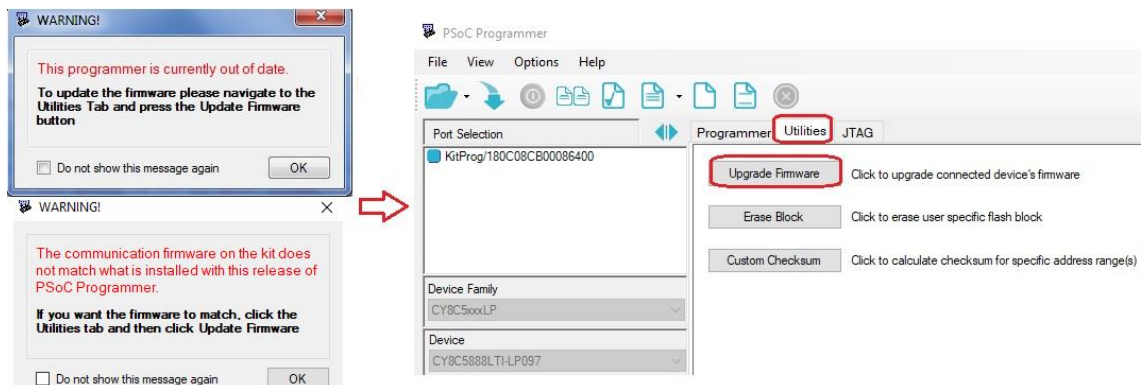 WARNING!
This programmer is currently out of date.
To update the firmware please navigate to the
Utilities Tab and press the Update Firmware
button
Do not show this message again
OK
WARNING!
The communication firmware on the kit does
not match what is installed with this release of
PSoC Programmer.
If you want the firmware to match, click the
Utilities tab and then click Update Firmware
Do not show this message again
OK
PSoC Programmer
File View Options Help
Port Selection
Programmer Utilities JTAG
KitProg/180C08CB00086400
Upgrade Firmware Click to upgrade connected device's firmware
Erase Block Click to erase user specific flash block
Custom Checksum Click to calculate checksum for specific address range(s)
Device Family
CY8C5xxxLP
Device
CY8C5888LTI-LP097